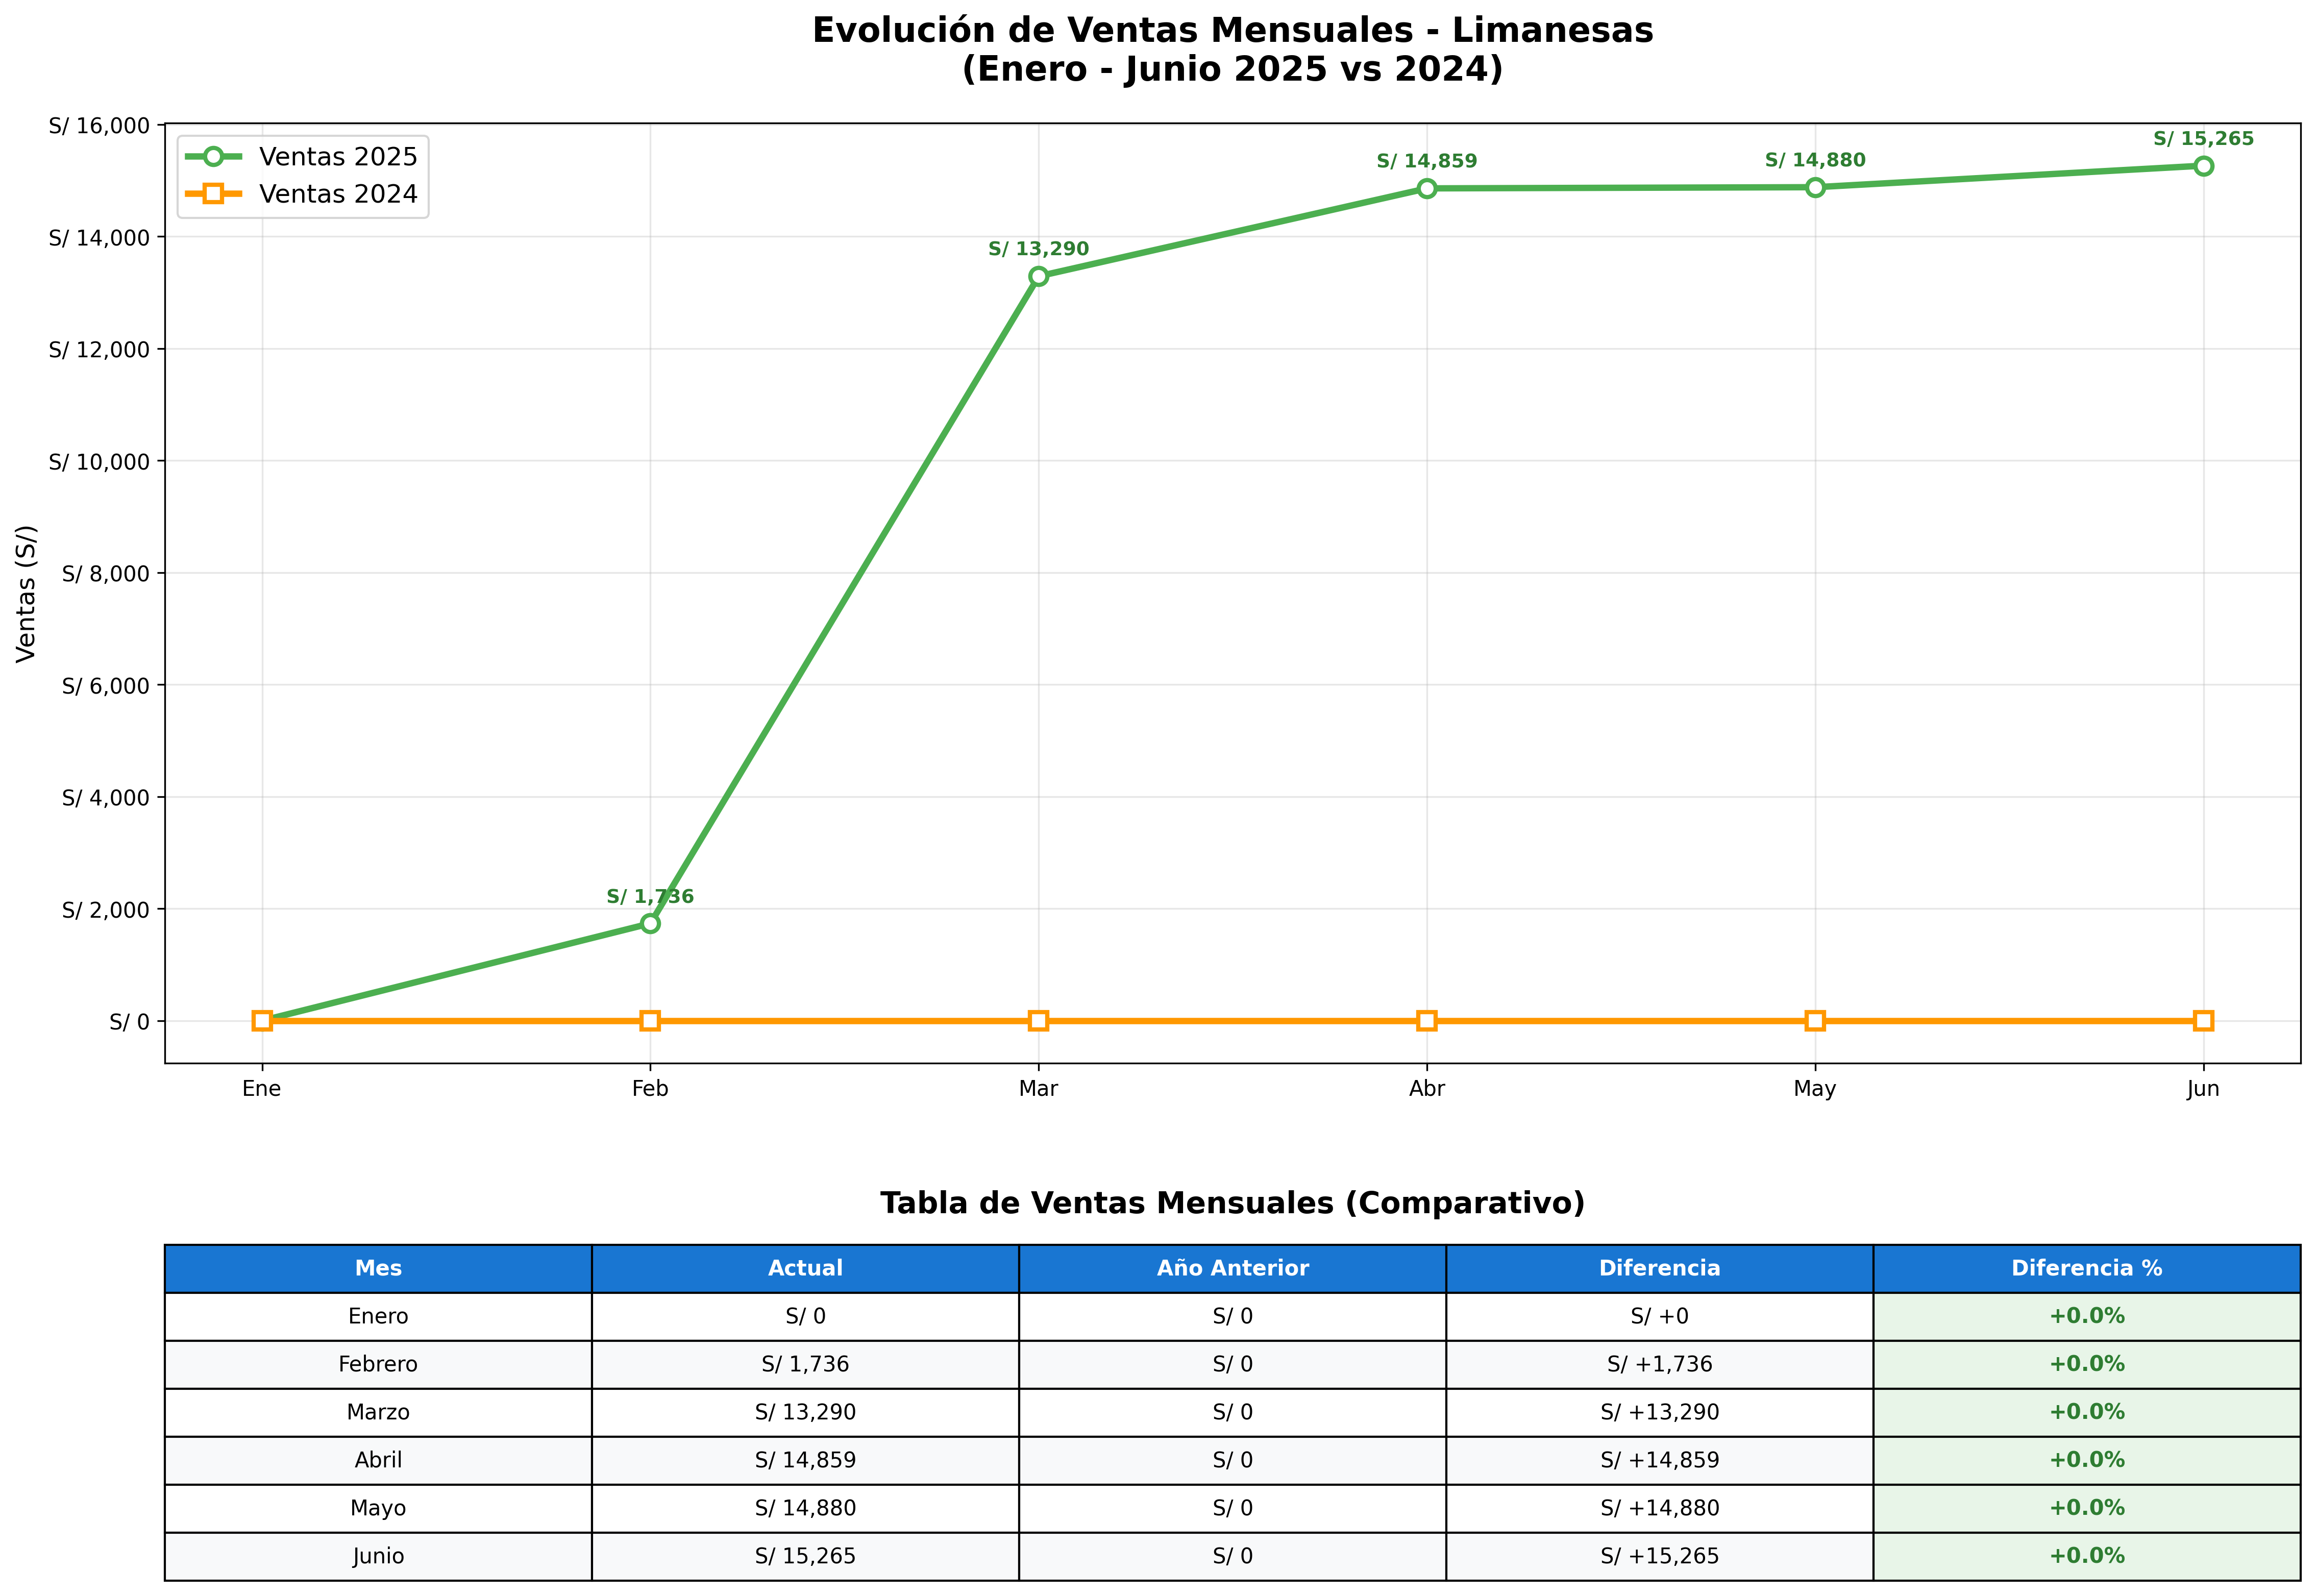 Evolución de Ventas Mensuales - Limanesas
(Enero - Junio 2025 vs 2024)
Ventas (S/)
S/ 16,000
S/ 14,000
S/ 12,000
S/ 10,000
S/ 8,000
S/ 6,000
S/ 4,000
S/ 2,000
S/ 0
Ventas 2025
Ventas 2024
S/ 1,736
S/ 13,290
S/ 14,859
S/ 14,880
S/ 15,265
Ene Feb Mar Abr May Jun
Tabla de Ventas Mensuales (Comparativo)
Mes Actual Año Anterior Diferencia Diferencia %
Enero S/ 0 S/ 0 S/ +0 +0.0%
Febrero S/ 1,736 S/ 0 S/ +1,736 +0.0%
Marzo S/ 13,290 S/ 0 S/ +13,290 +0.0%
Abril S/ 14,859 S/ 0 S/ +14,859 +0.0%
Mayo S/ 14,880 S/ 0 S/ +14,880 +0.0%
Junio S/ 15,265 S/ 0 S/ +15,265 +0.0%